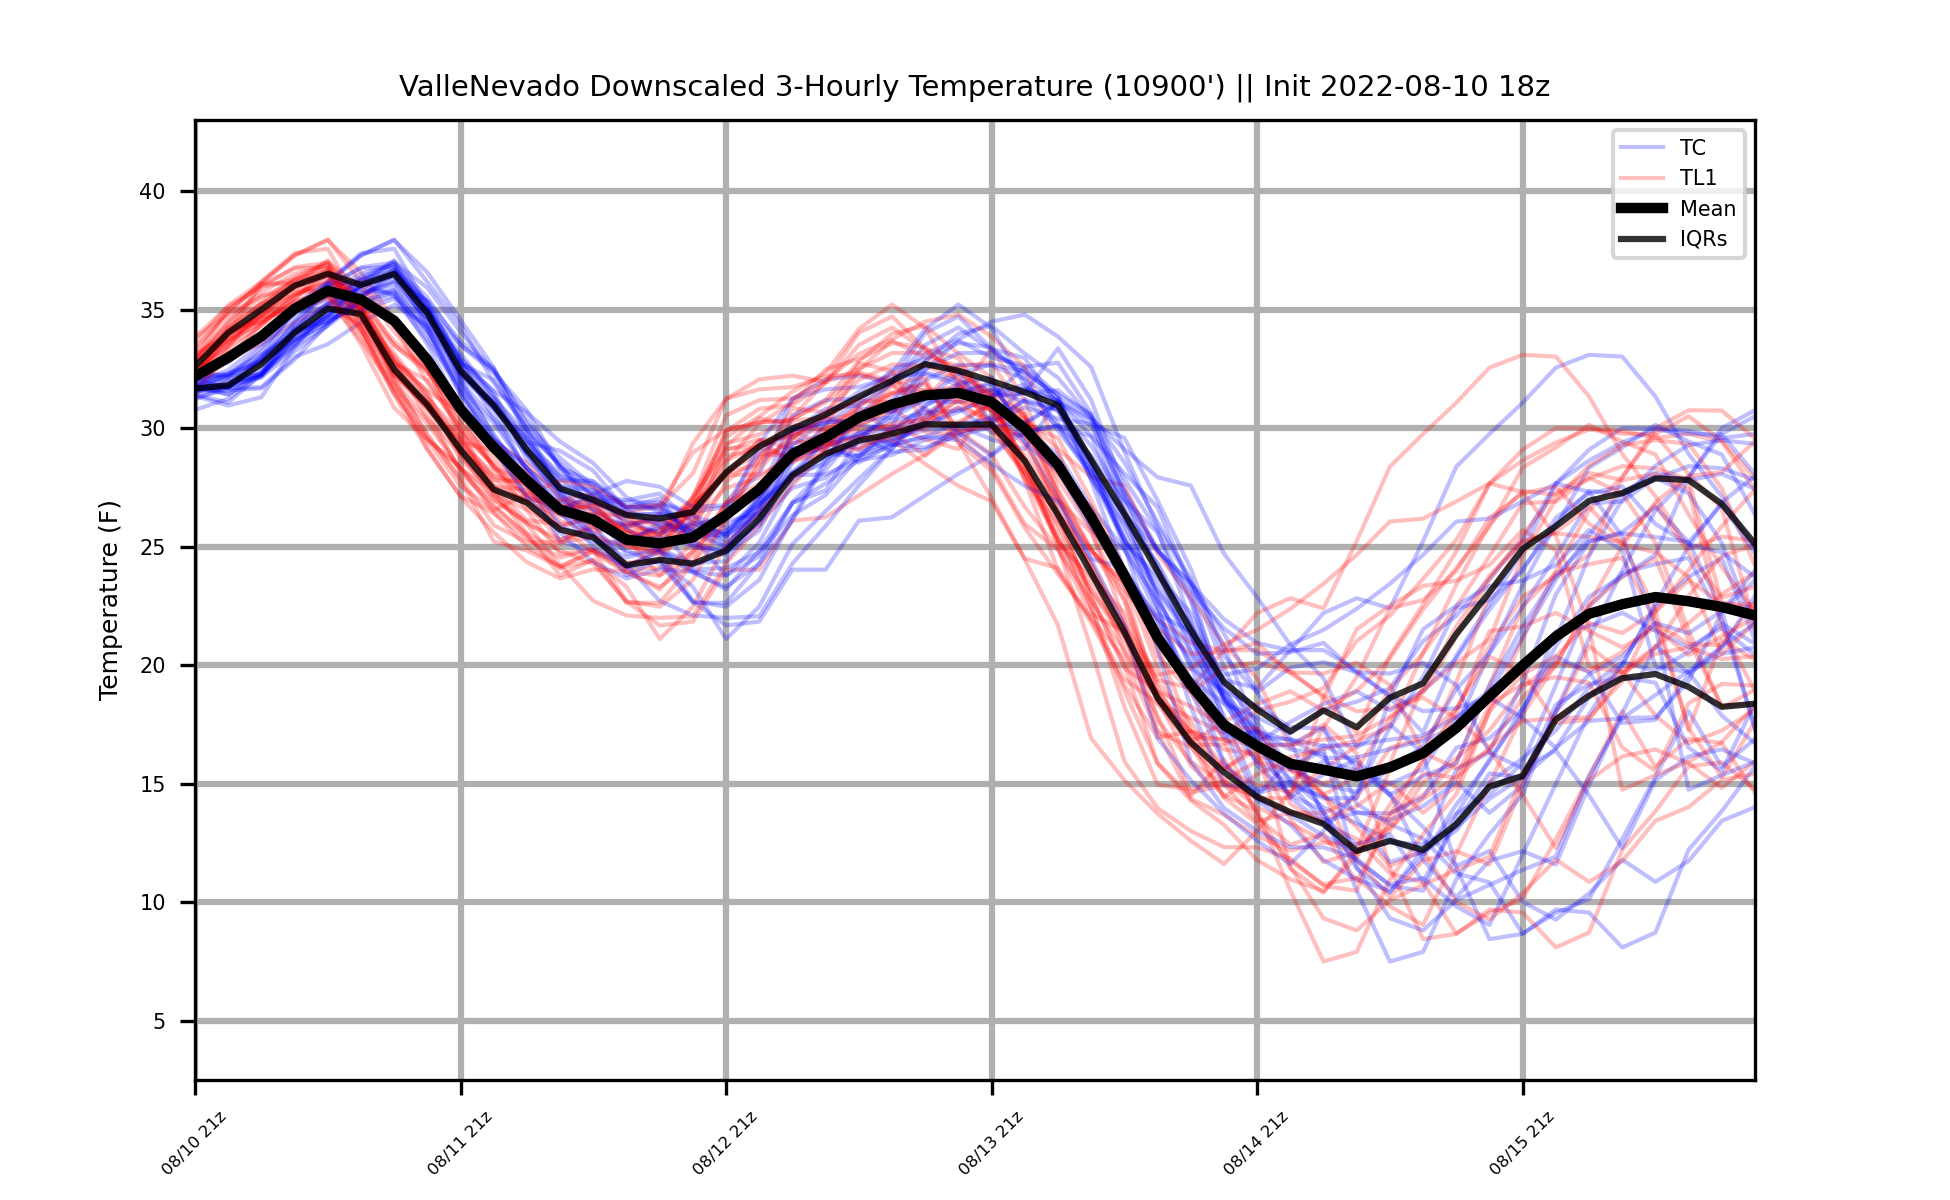 ValleNevado Downscaled 3-Hourly Temperature (10900') || Init 2022-08-10 18z
TC
TL1
Mean
IQRs
Temperature (F)
40
35
30
25
20
15
10
5
08/10 21z
08/11 21z
08/12 21z
08/13 21z
08/14 21z
08/15 21z